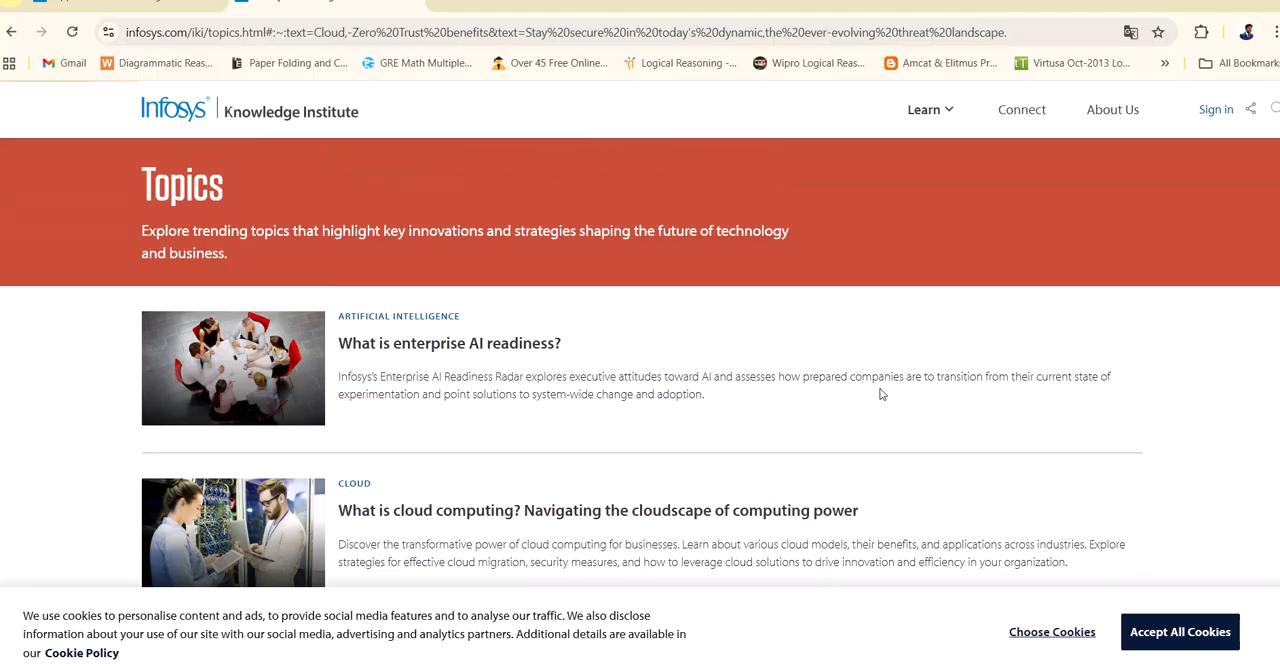 infosys.com/iki/topics.html#:~:text=Cloud,-Zero%20Trust%20benefits&text=Stay%20secure%20in%20today's%20dynamic,the%20ever-evolving%20threat%20landscape.
Gmail
Diagrammatic Reas...
Paper Folding and C...
GRE Math Multiple...
Over 45 Free Online...
Logical Reasoning -...
Wipro Logical Reas...
Amcat & Elitmus Pr...
Virtusa Oct-2013 Lo...
»
All Bookmark
Infosys® | Knowledge Institute
Learn
Connect
About Us
Sign in
Topics
Explore trending topics that highlight key innovations and strategies shaping the future of technology
and business.
ARTIFICIAL INTELLIGENCE
What is enterprise AI readiness?
Infosys's Enterprise AI Readiness Radar explores executive attitudes toward AI and assesses how prepared companies are to transition from their current state of
experimentation and point solutions to system-wide change and adoption.
CLOUD
What is cloud computing? Navigating the cloudscape of computing power
Discover the transformative power of cloud computing for businesses. Learn about various cloud models, their benefits, and applications across industries. Explore
strategies for effective cloud migration, security measures, and how to leverage cloud solutions to drive innovation and efficiency in your organization.
We use cookies to personalise content and ads, to provide social media features and to analyse our traffic. We also disclose
information about your use of our site with our social media, advertising and analytics partners. Additional details are available in
our Cookie Policy
Choose Cookies
Accept All Cookies